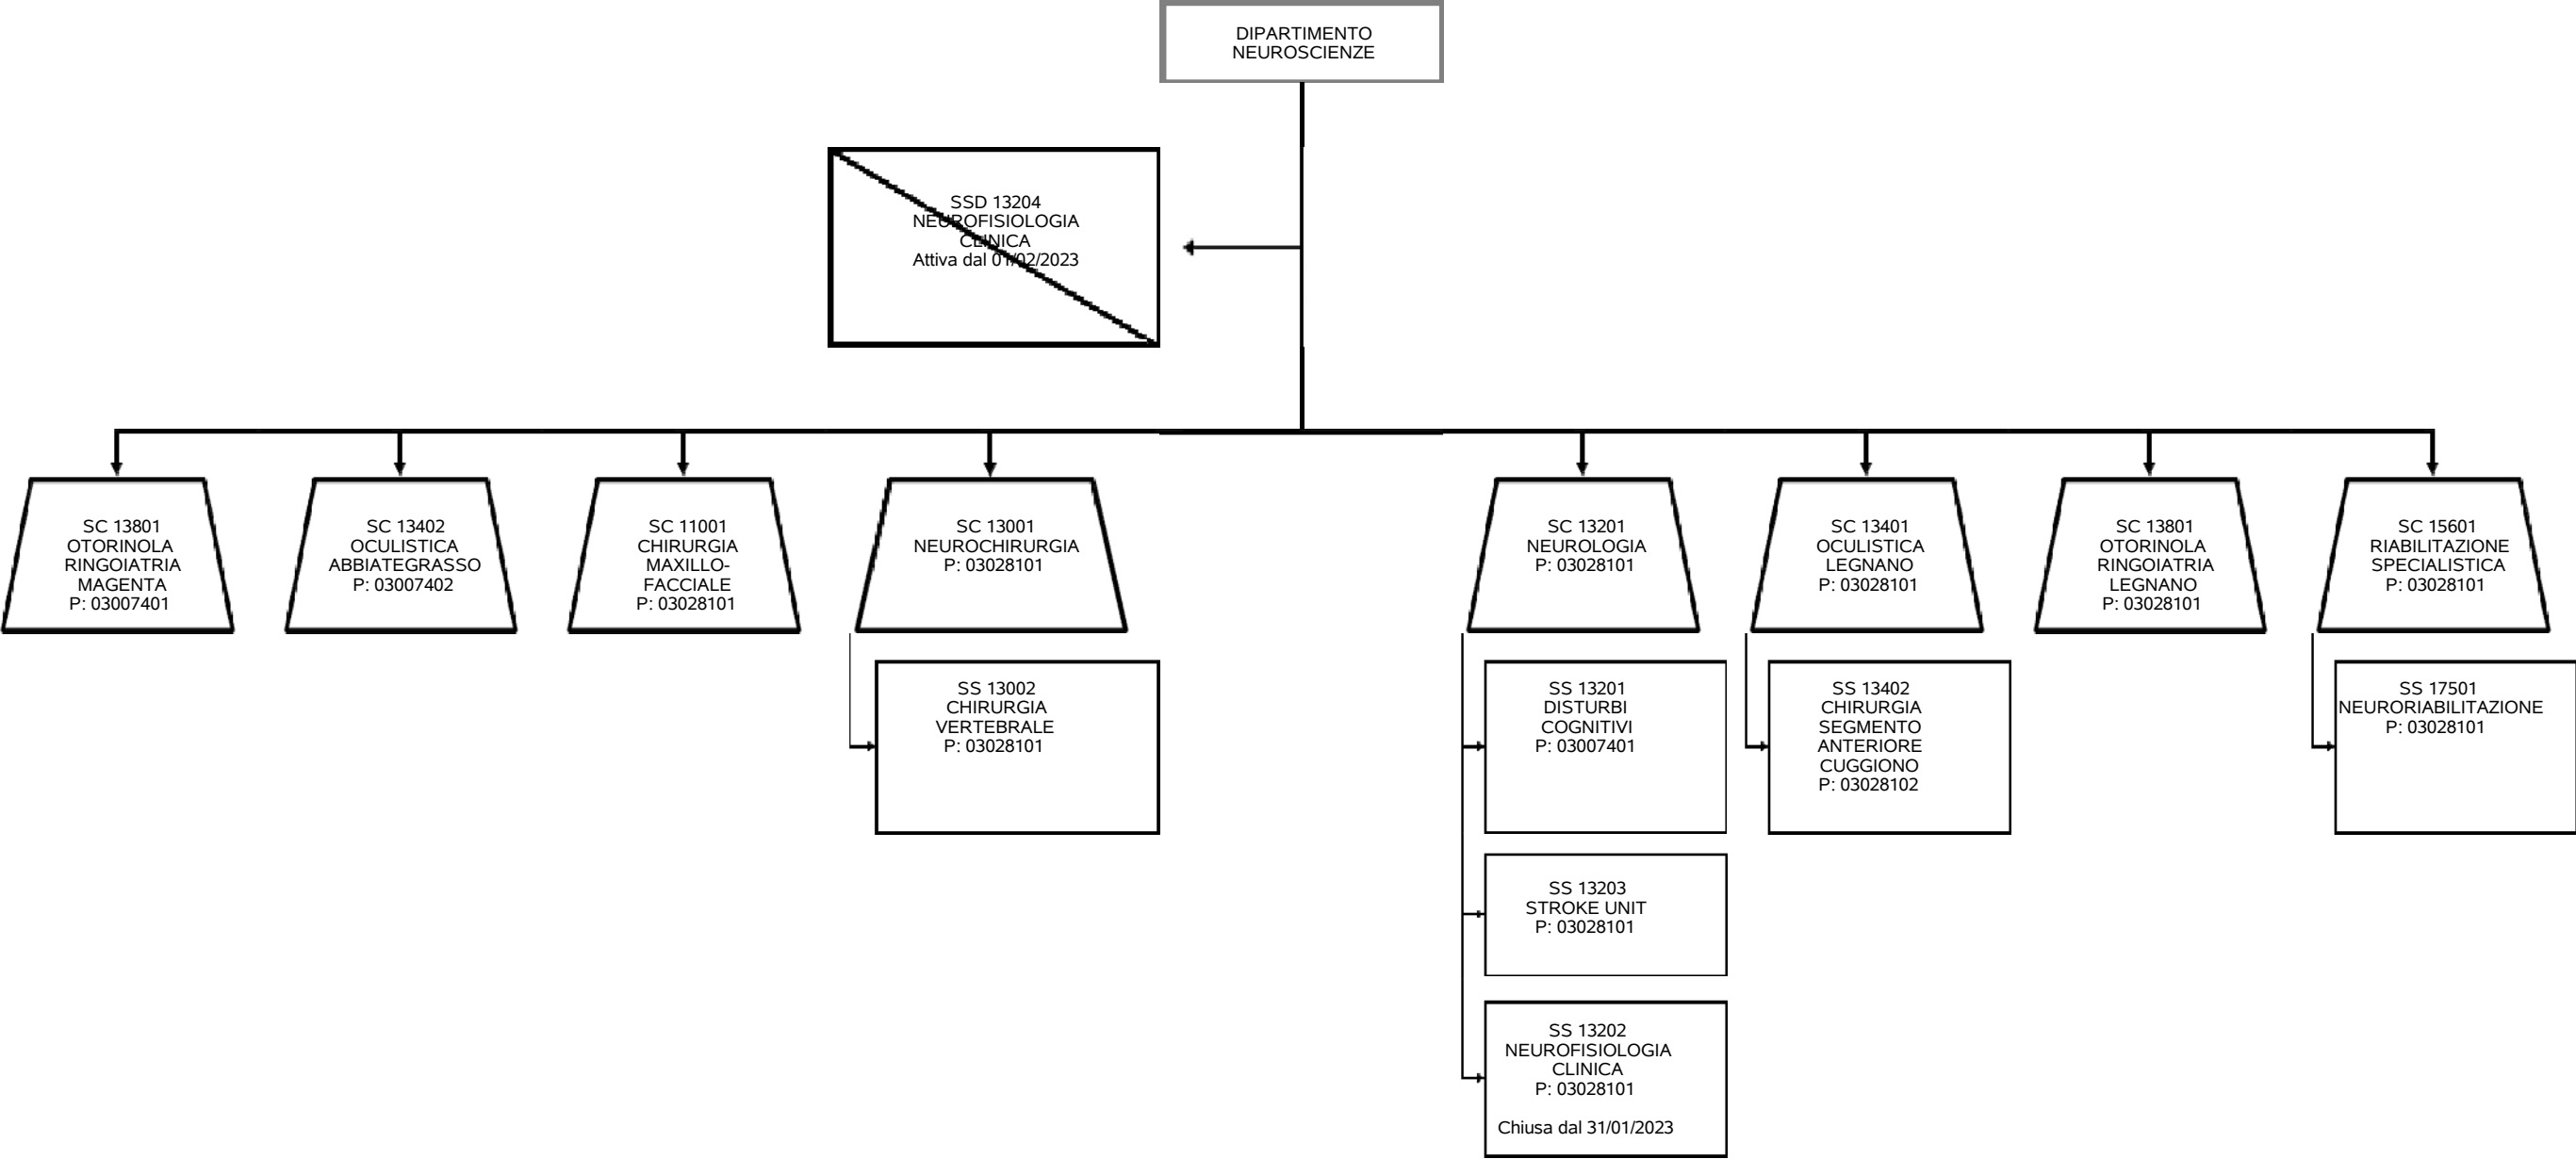 DIPARTIMENTO
NEUROSCIENZE
SSD 13204
NEUROFISIOLOGIA
CLINICA
Attiva dal 01/02/2023
SC 13801
OTORINOLA
RINGOIATRIA
MAGENTA
P: 03007401
SC 13402
OCULISTICA
ABBIATEGRASSO
P: 03007402
SC 11001
CHIRURGIA
MAXILLO-
FACCIALE
P: 03028101
SC 13001
NEUROCHIRURGIA
P: 03028101
SC 13201
NEUROLOGIA
P: 03028101
SC 13401
OCULISTICA
LEGNANO
P: 03028101
SC 13801
OTORINOLA
RINGOIATRIA
LEGNANO
P: 03028101
SC 15601
RIABILITAZIONE
SPECIALISTICA
P: 03028101
SS 13002
CHIRURGIA
VERTEBRALE
P: 03028101
SS 13201
DISTURBI
COGNITIVI
P: 03007401
SS 13402
CHIRURGIA
SEGMENTO
ANTERIORE
CUGGIONO
P: 03028102
SS 17501
NEURORIABILITAZIONE
P: 03028101
SS 13203
STROKE UNIT
P: 03028101
SS 13202
NEUROFISIOLOGIA
CLINICA
P: 03028101
Chiusa dal 31/01/2023